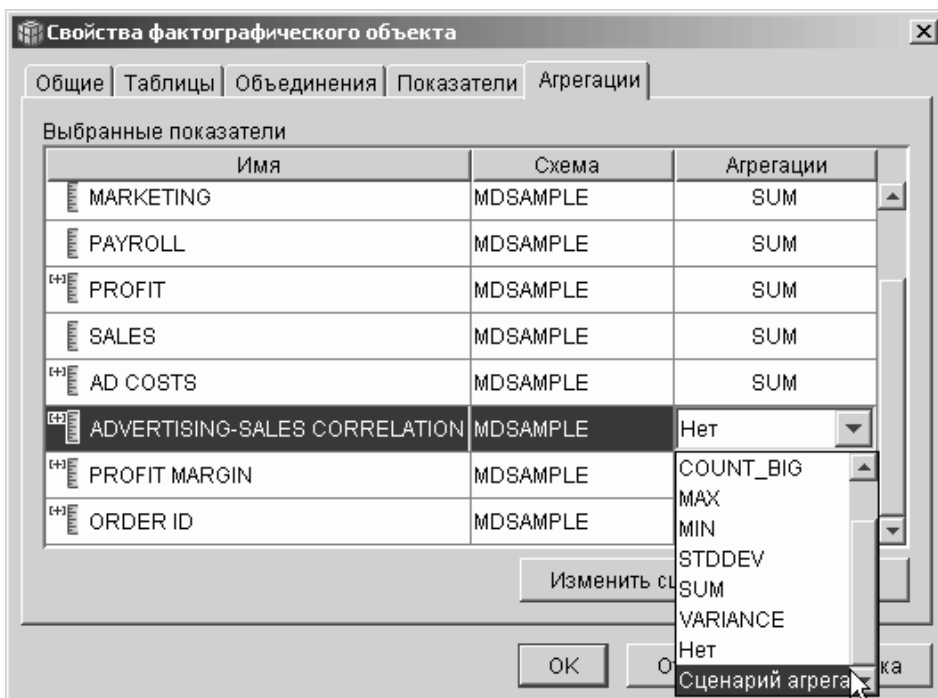 Свойства фактографического объекта
Общие Таблицы Объединения Показатели Агрегации
Выбранные показатели
Имя Схема Агрегации
MARKETING MDSAMPLE SUM
PAYROLL MDSAMPLE SUM
PROFIT MDSAMPLE SUM
SALES MDSAMPLE SUM
AD COSTS MDSAMPLE SUM
ADVERTISING-SALES CORRELATION MDSAMPLE Нет
PROFIT MARGIN MDSAMPLE
ORDER ID MDSAMPLE
COUNT_BIG
MAX
MIN
STDDEV
SUM
VARIANCE
Нет
Сценарий
Изменить
OK